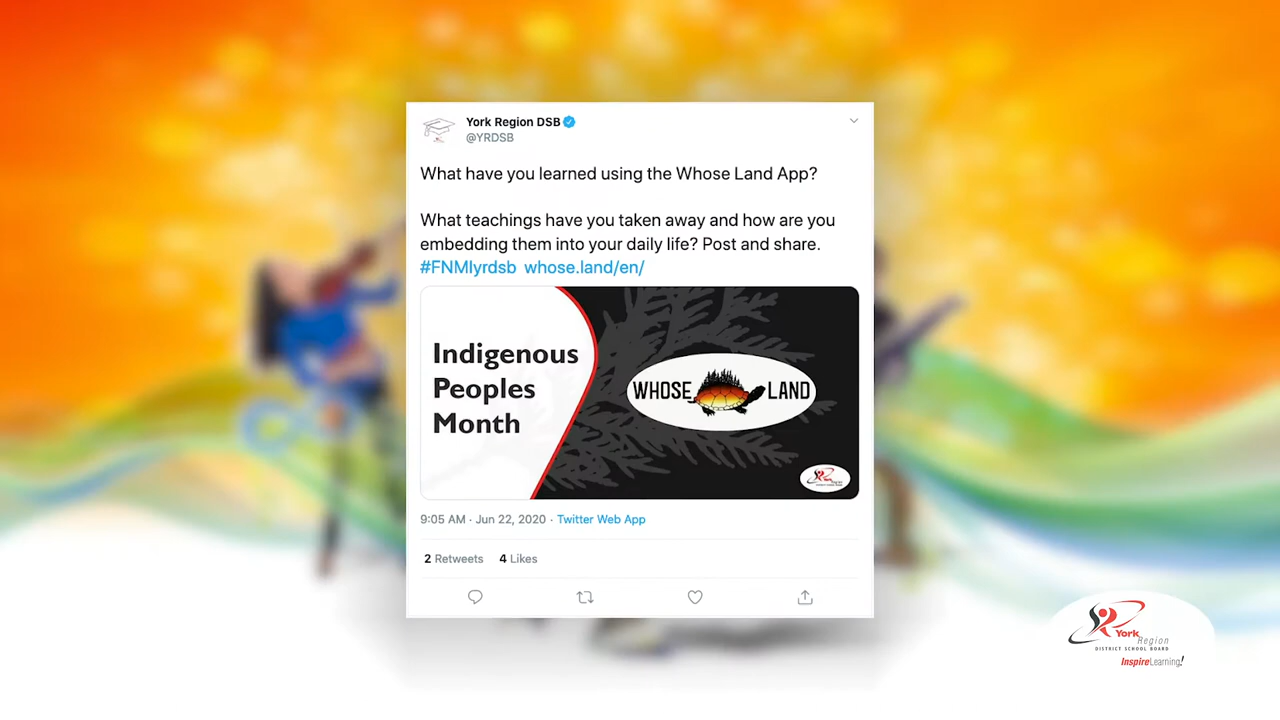 York Region DSB
@YRDSB
What have you learned using the Whose Land App?
What teachings have you taken away and how are you
embedding them into your daily life? Post and share.
#FNMIyrdsb whose.land/en/
Indigenous
Peoples
Month
WHOSE LAND
9:05 AM · Jun 22, 2020 · Twitter Web App
2 Retweets 4 Likes
York
Region
DISTRICT SCHOOL BOARD
InspireLearning!